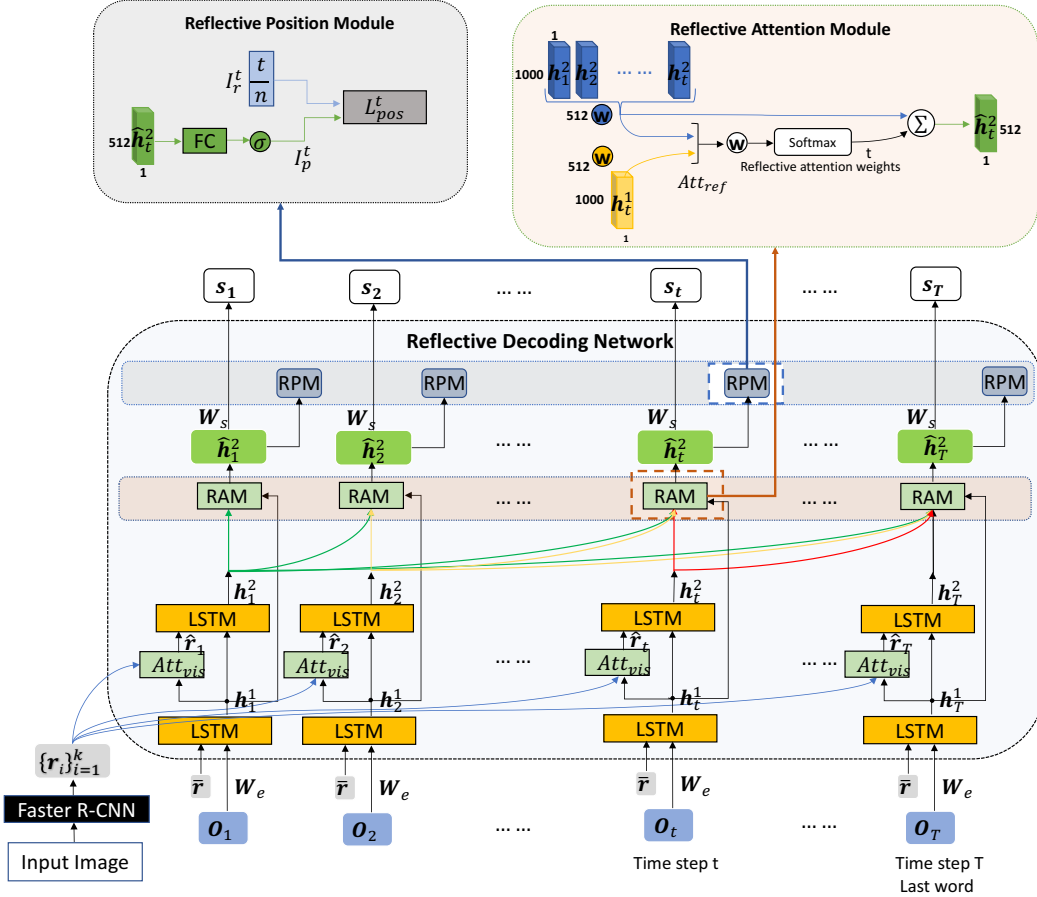 Reflective Position Module
I_r^t
t/n
L_pos^t
512 ĥ_t^2 FC σ
I_p^t
1
Reflective Attention Module
1
1000 h_1^2 h_2^2 ... ... h_t^2
512 W
W Softmax Σ ĥ_t^2 512
512 W
t
Att_ref Reflective attention weights
1
1000 h_t^1
1
s_1 s_2 ... ... s_t ... ... s_T
Reflective Decoding Network
RPM RPM RPM RPM
W_s W_s W_s W_s
ĥ_1^2 ĥ_2^2 ... ... ĥ_t^2 ... ... ĥ_T^2
RAM RAM ... ... RAM ... ... RAM
h_1^2 h_2^2 h_t^2 h_T^2
LSTM LSTM LSTM LSTM
r̂_1 r̂_2 r̂_t r̂_T
Att_vis Att_vis ... ... Att_vis ... ... Att_vis
h_1^1 h_2^1 h_t^1 h_T^1
LSTM LSTM LSTM LSTM
{r_i}_{i=1}^k
r̄ W_e r̄ W_e r̄ W_e r̄ W_e
Faster R-CNN
O_1 O_2 ... ... O_t ... ... O_T
Input Image
Time step t
Time step T
Last word